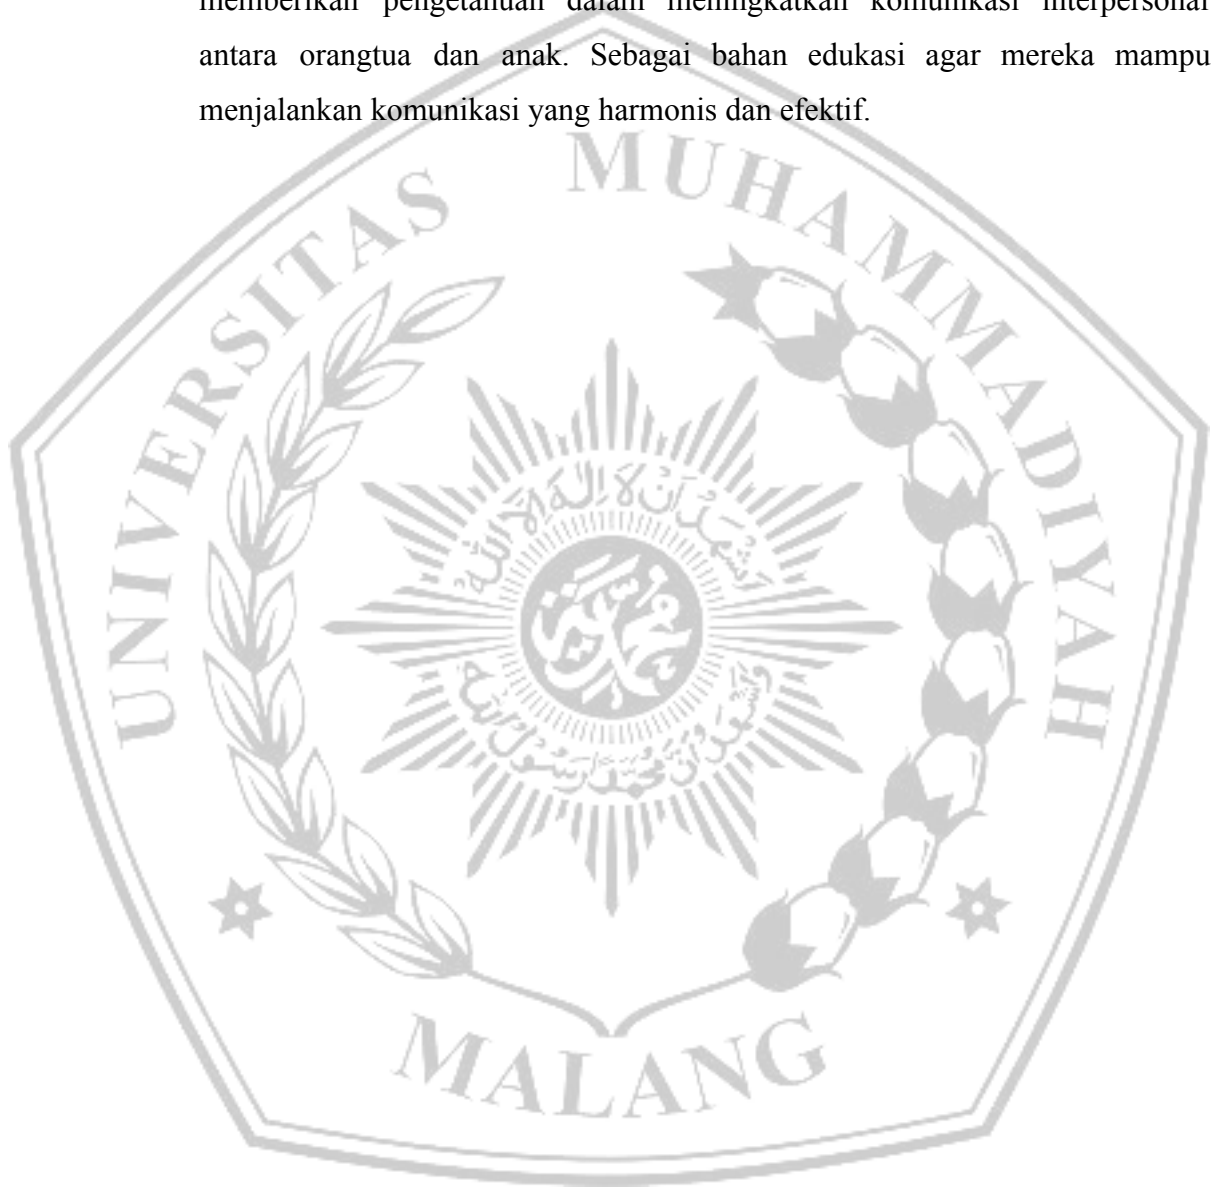 memberikan pengetahuan dalam meningkatkan komunikasi interpersonal
antara orangtua dan anak. Sebagai bahan edukasi agar mereka mampu
menjalankan komunikasi yang harmonis dan efektif.
UNIVERSITAS MUHAMMADIYAH
MALANG